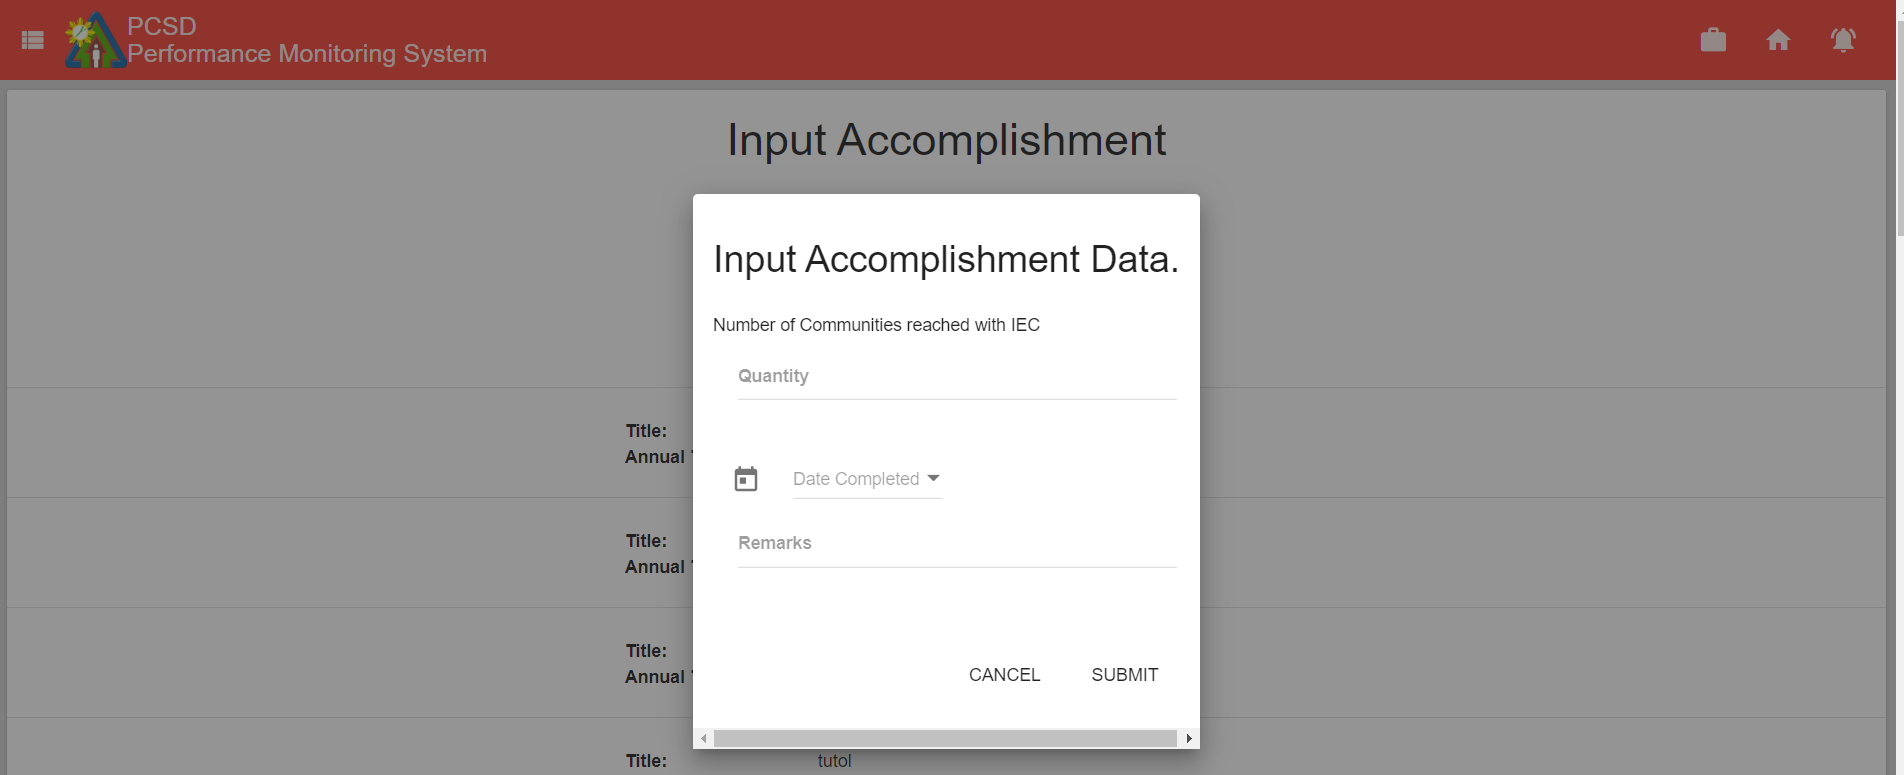 PCSD
Performance Monitoring System
Input Accomplishment
Input Accomplishment Data.
Number of Communities reached with IEC
Quantity
Date Completed
Remarks
CANCEL SUBMIT
Title:
Annual
Title:
Annual
Title:
Annual
Title: tutol